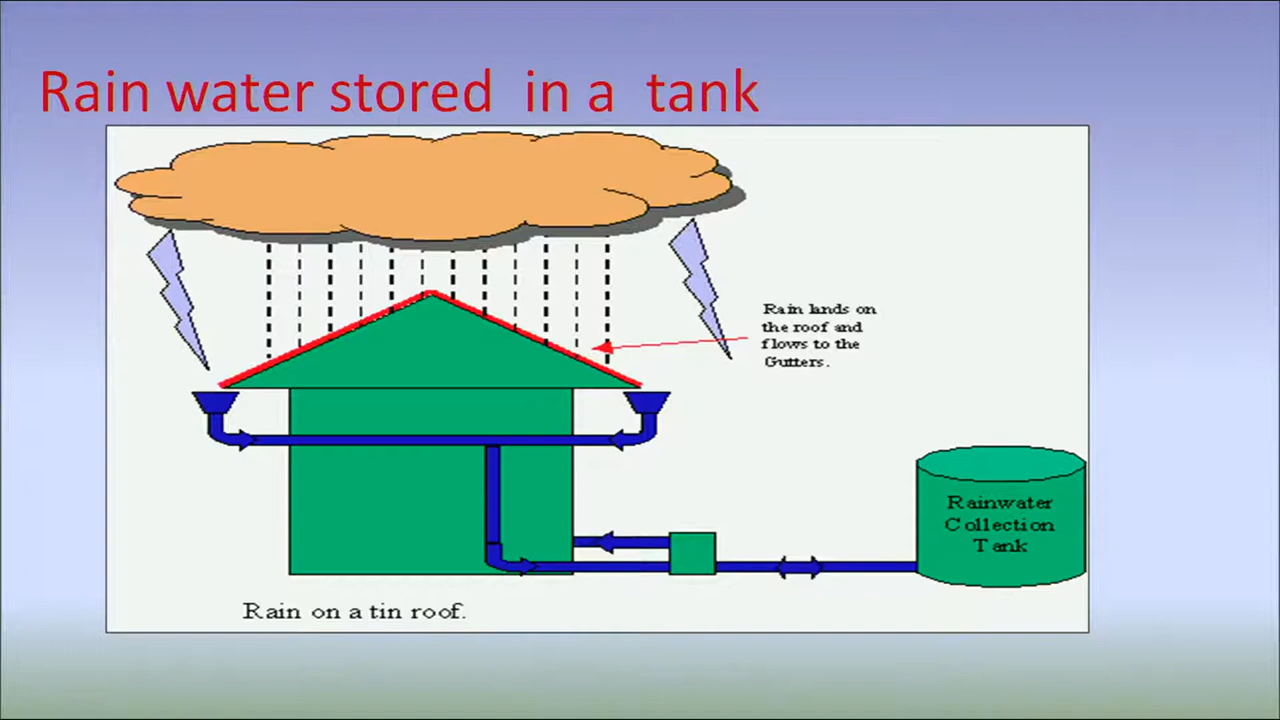 Rain water stored in a tank
Rain lands on
the roof and
flows to the
Gutters.
Rainwater
Collection
Tank
Rain on a tin roof.